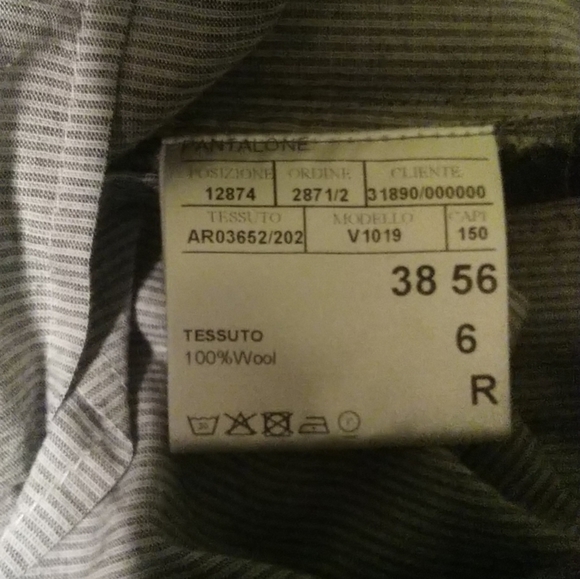 PANTALONE
POSIZIONE ORDINE CLIENTE
12874 2871/2 31890/000000
TESSUTO MODELLO CAPI
AR03652/202 V1019 150
38 56
TESSUTO 6
100%Wool
R